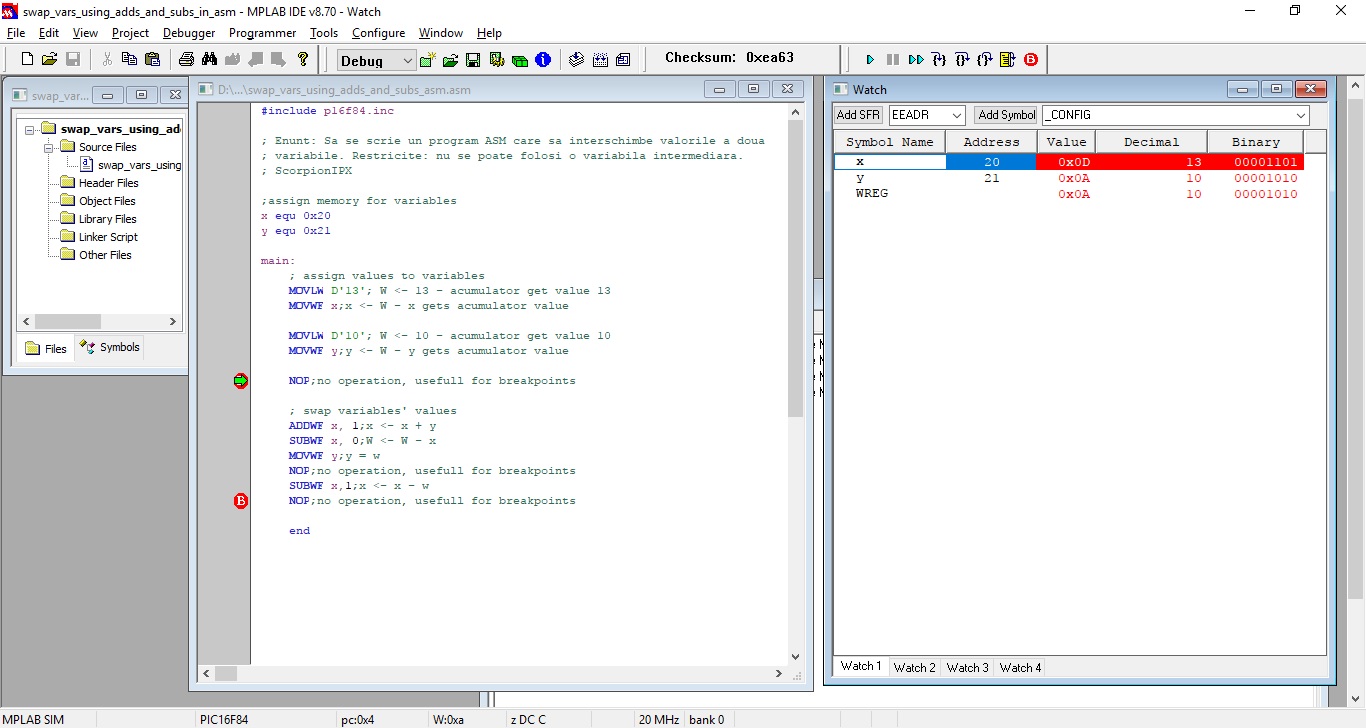 swap_vars_using_adds_and_subs_in_asm - MPLAB IDE v8.70 - Watch
File Edit View Project Debugger Programmer Tools Configure Window Help
Debug Checksum: 0xea63
swap_var...
swap_vars_using_ad
Source Files
swap_vars_using
Header Files
Object Files
Library Files
Linker Script
Other Files
Files Symbols
D:\...\swap_vars_using_adds_and_subs_asm.asm
#include p16f84.inc
; Enunt: Sa se scrie un program ASM care sa interschimbe valorile a doua
; variabile. Restricite: nu se poate folosi o variabila intermediara.
; ScorpionIPX
;assign memory for variables
x equ 0x20
y equ 0x21
main:
; assign values to variables
MOVLW D'13'; W <- 13 - acumulator get value 13
MOVWF x;x <- W - x gets acumulator value
MOVLW D'10'; W <- 10 - acumulator get value 10
MOVWF y;y <- W - y gets acumulator value
NOP;no operation, usefull for breakpoints
; swap variables' values
ADDWF x, 1;x <- x + y
SUBWF x, 0;W <- W - x
MOVWF y;y = w
NOP;no operation, usefull for breakpoints
SUBWF x,1;x <- x - w
B
NOP;no operation, usefull for breakpoints
end
Watch
Add SFR EEADR Add Symbol _CONFIG
Symbol Name Address Value Decimal Binary
x 20 0x0D 13 00001101
y 21 0x0A 10 00001010
WREG 0x0A 10 00001010
Watch 1 Watch 2 Watch 3 Watch 4
MPLAB SIM PIC16F84 pc:0x4 W:0xa z DC C 20 MHz bank 0